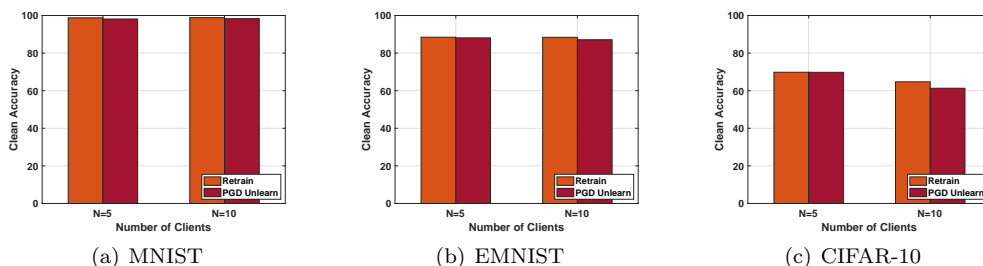 100
80
60
40
20
0
Clean Accuracy
Retrain
PGD Unlearn
N=5
N=10
Number of Clients
(a) MNIST
100
80
60
40
20
0
Clean Accuracy
Retrain
PGD Unlearn
N=5
N=10
Number of Clients
(b) EMNIST
100
80
60
40
20
0
Clean Accuracy
Retrain
PGD Unlearn
N=5
N=10
Number of Clients
(c) CIFAR-10